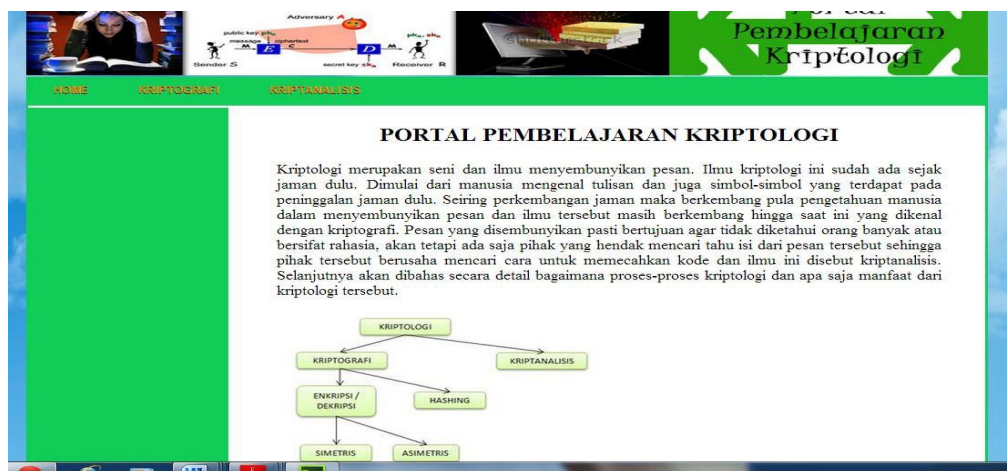 Adversary A
public key pkR
message
ciphertext
pkR, skR
M
E
C
D
M
Sender S
secret key skR
Receiver R
Shutterstock
Portal
Pembelajaran
Kriptologi
HOME
KRIPTOGRAFI
KRIPTANALISIS
PORTAL PEMBELAJARAN KRIPTOLOGI
Kriptologi merupakan seni dan ilmu menyembunyikan pesan. Ilmu kriptologi ini sudah ada sejak
jaman dulu. Dimulai dari manusia mengenal tulisan dan juga simbol-simbol yang terdapat pada
peninggalan jaman dulu. Seiring perkembangan jaman maka berkembang pula pengetahuan manusia
dalam menyembunyikan pesan dan ilmu tersebut masih berkembang hingga saat ini yang dikenal
dengan kriptografi. Pesan yang disembunyikan pasti bertujuan agar tidak diketahui orang banyak atau
bersifat rahasia, akan tetapi ada saja pihak yang hendak mencari tahu isi dari pesan tersebut sehingga
pihak tersebut berusaha mencari cara untuk memecahkan kode dan ilmu ini disebut kriptanalisis.
Selanjutnya akan dibahas secara detail bagaimana proses-proses kriptologi dan apa saja manfaat dari
kriptologi tersebut.
KRIPTOLOGI
KRIPTOGRAFI
KRIPTANALISIS
ENKRIPSI /
DEKRIPSI
HASHING
SIMETRIS
ASIMETRIS